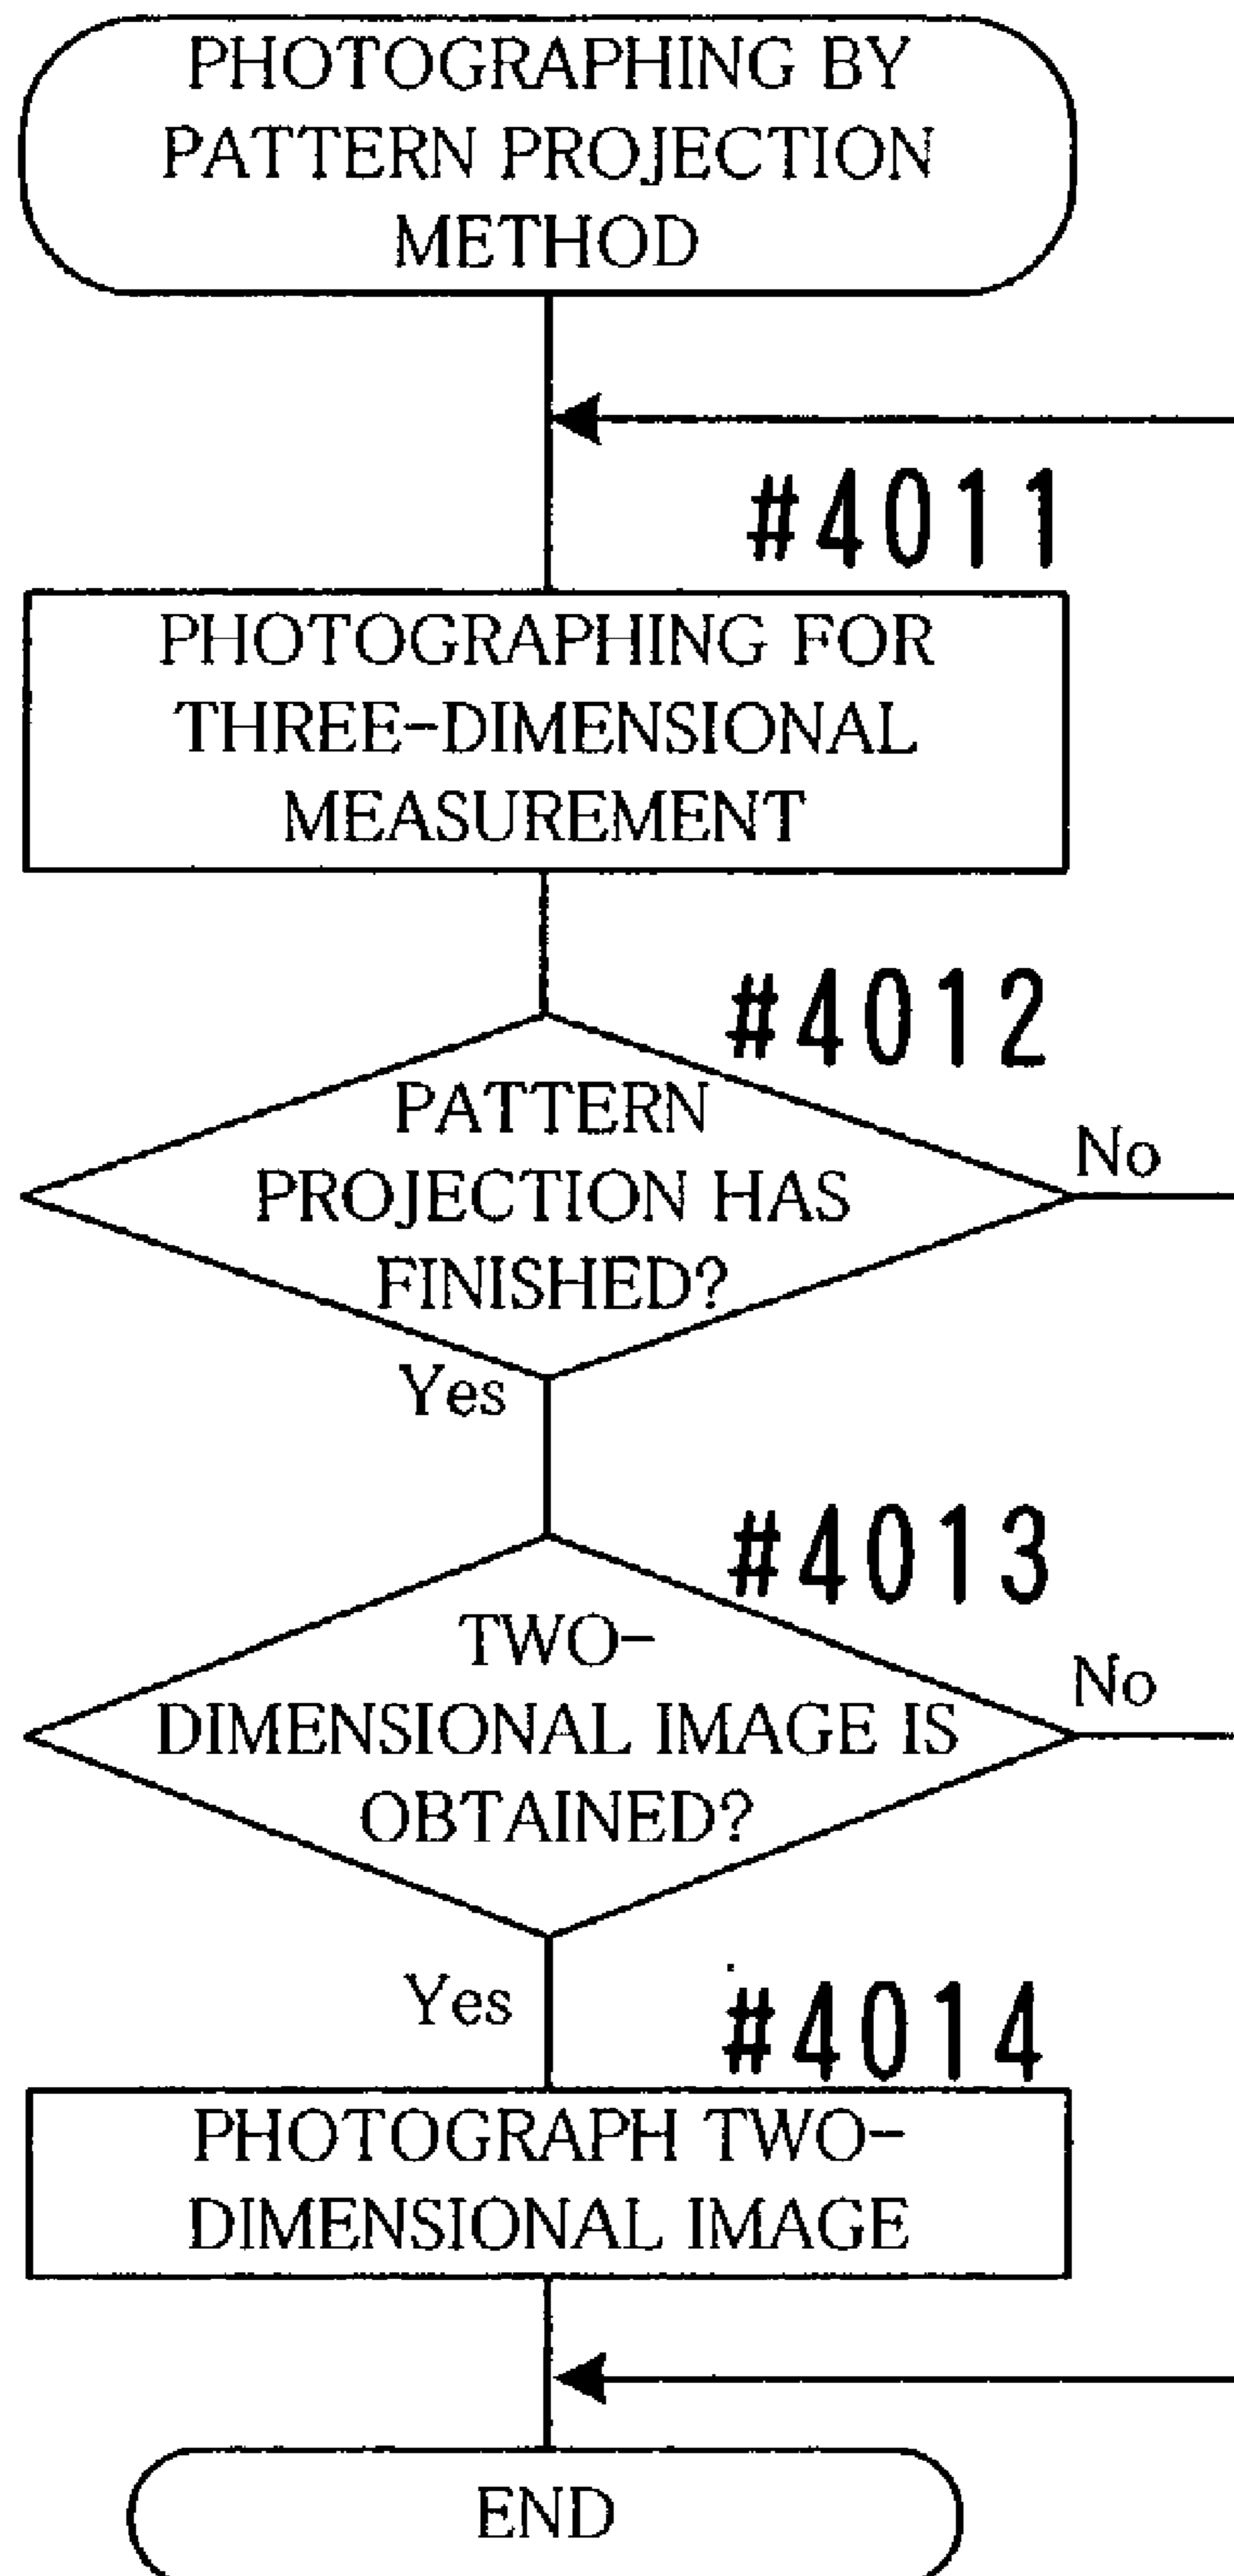 PHOTOGRAPHING BY
PATTERN PROJECTION
METHOD
#4011
PHOTOGRAPHING FOR
THREE-DIMENSIONAL
MEASUREMENT
#4012
PATTERN
PROJECTION HAS
FINISHED?
No
Yes
#4013
TWO-
DIMENSIONAL IMAGE IS
OBTAINED?
No
Yes
#4014
PHOTOGRAPH TWO-
DIMENSIONAL IMAGE
END